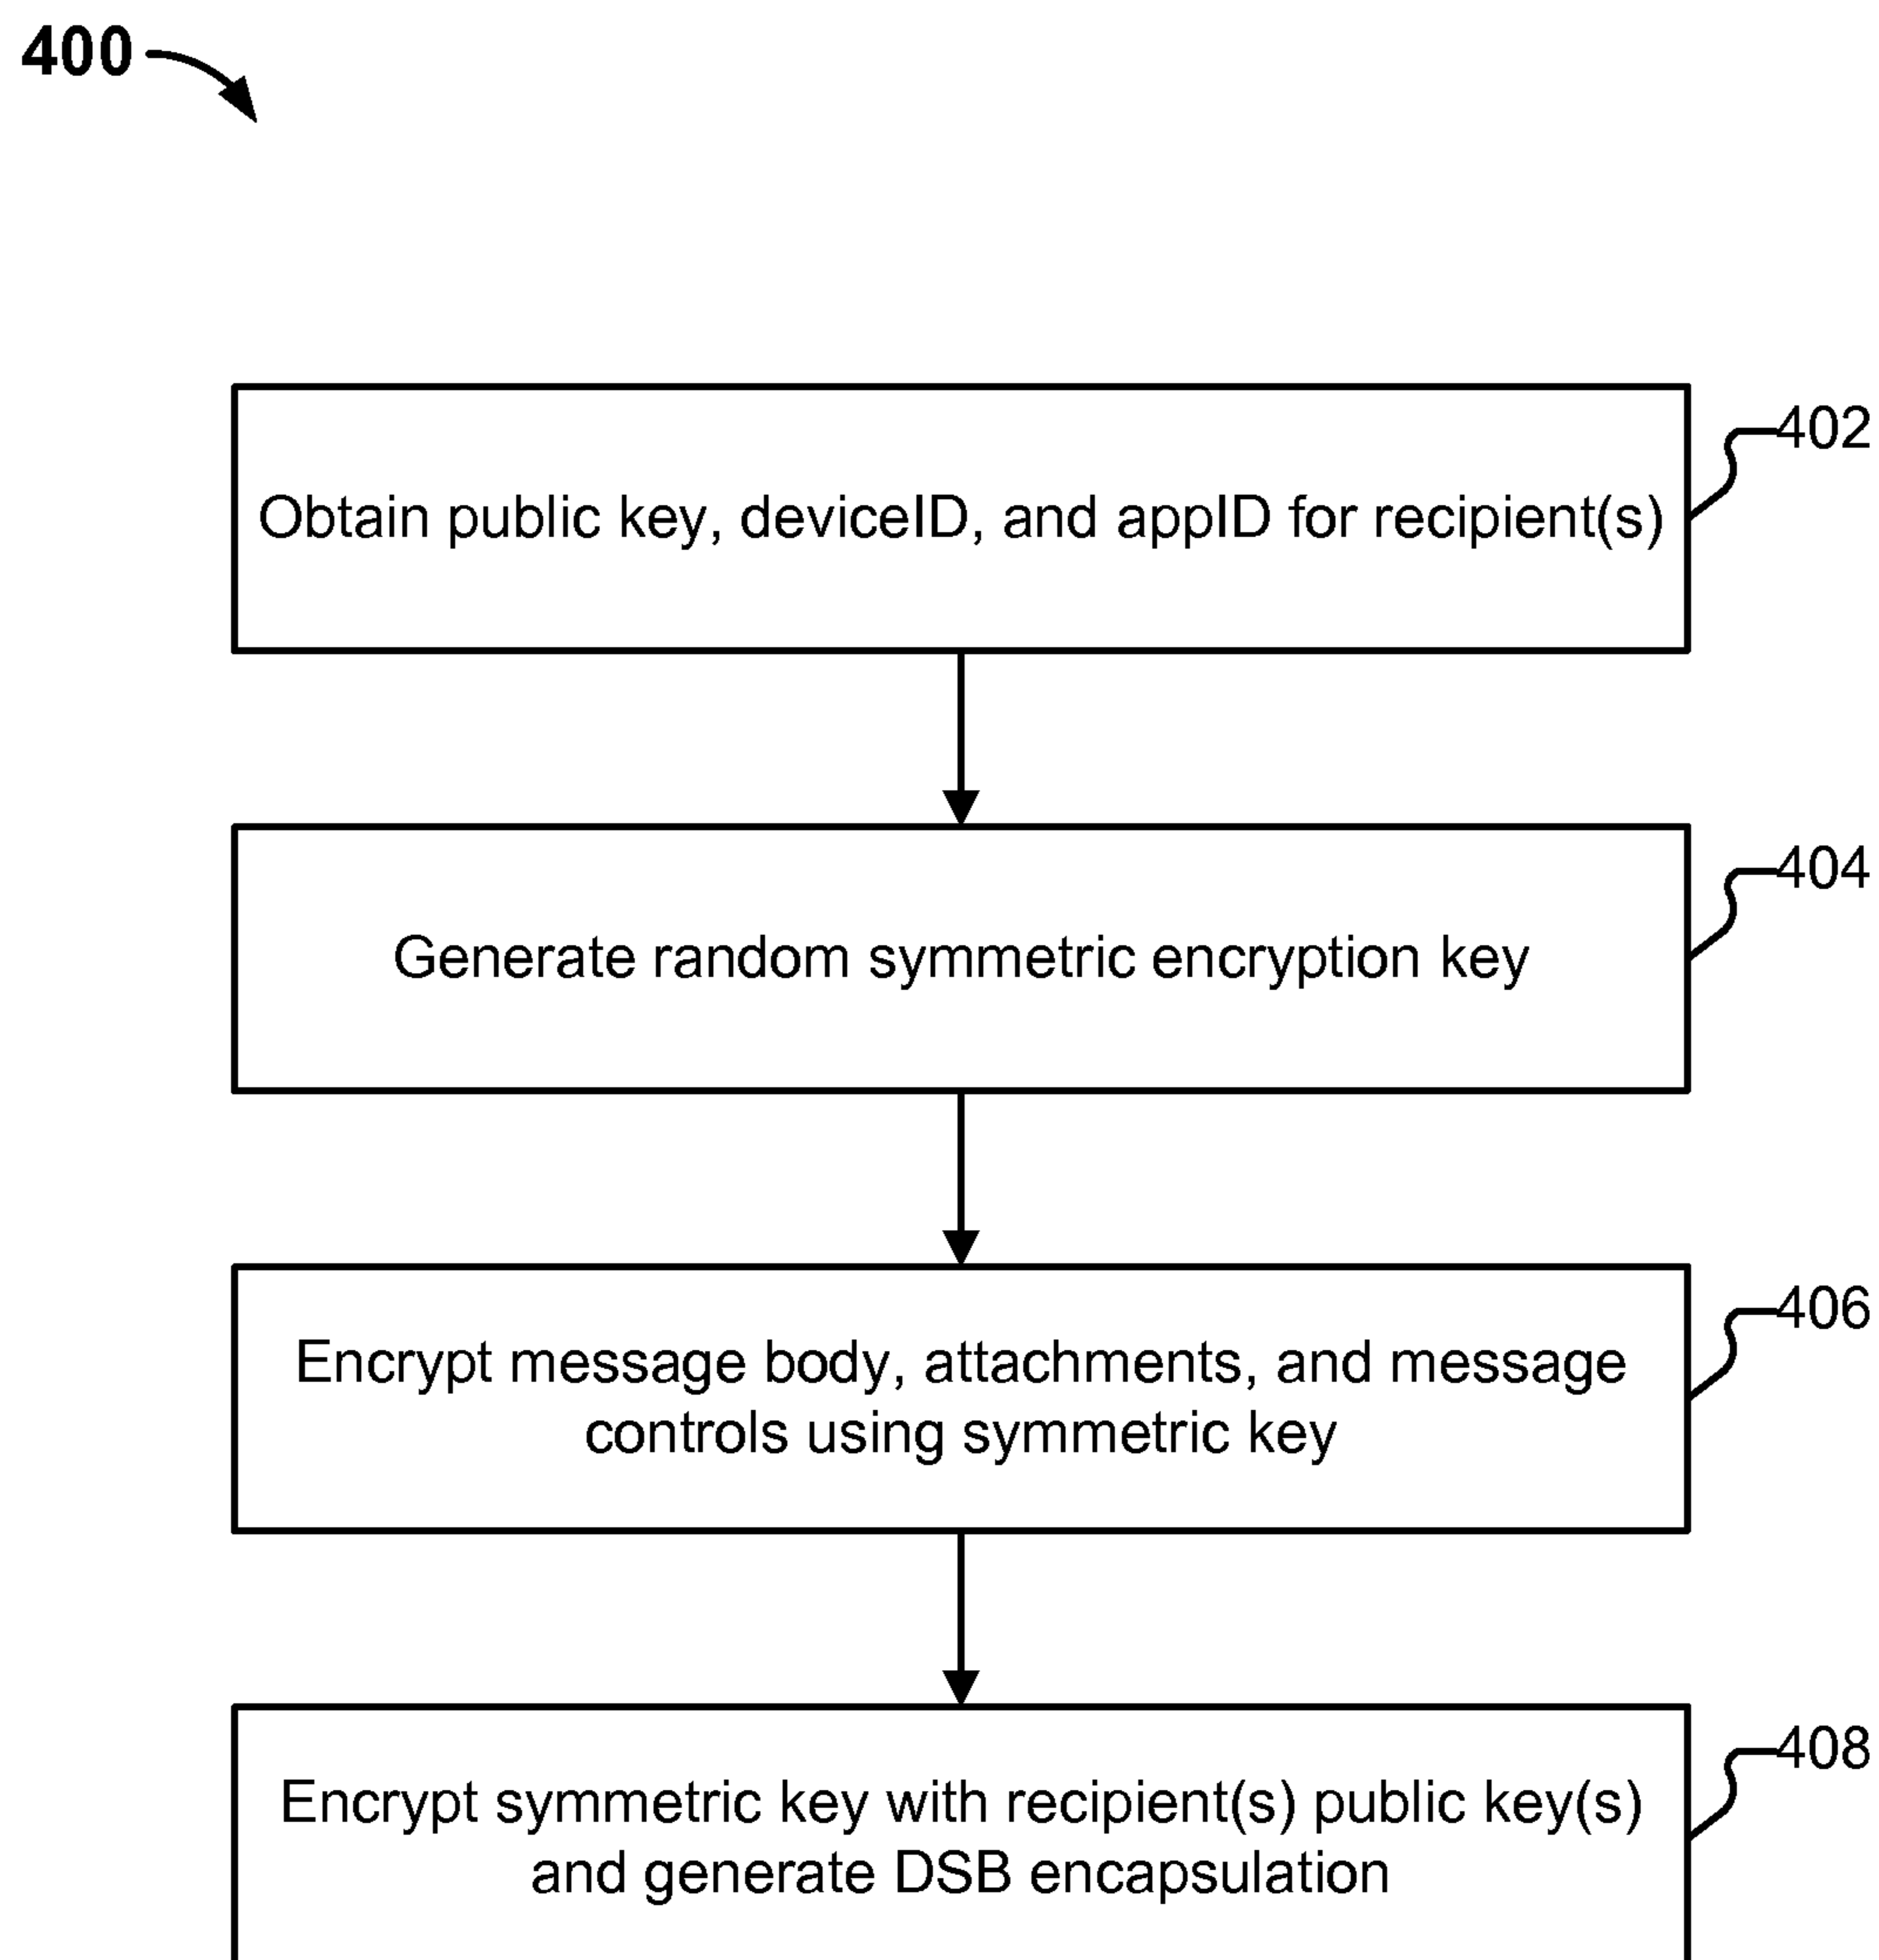 400
402
Obtain public key, deviceID, and appID for recipient(s)
404
Generate random symmetric encryption key
406
Encrypt message body, attachments, and message
controls using symmetric key
408
Encrypt symmetric key with recipient(s) public key(s)
and generate DSB encapsulation